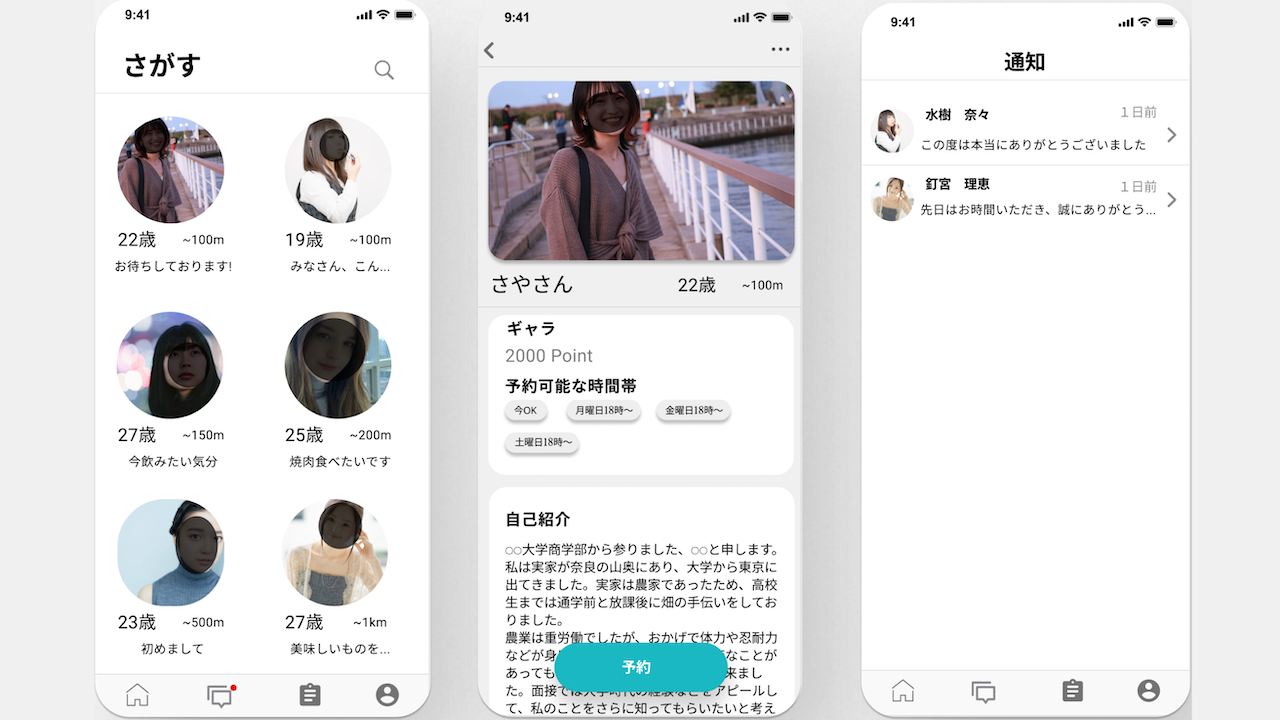 9:41
さがす
22歳 ~100m
お待ちしております!
19歳 ~100m
みなさん、こん...
27歳 ~150m
今飲みたい気分
25歳 ~200m
焼肉食べたいです
23歳 ~500m
初めまして
27歳 ~1km
美味しいものを...
9:41
さやさん 22歳 ~100m
ギャラ
2000 Point
予約可能な時間帯
今OK 月曜日18時〜 金曜日18時〜
土曜日18時〜
自己紹介
○○大学商学部から参りました、○○と申します。
私は実家が奈良の山奥にあり、大学から東京に
出てきました。実家は農家であったため、高校
生までは通学前と放課後に畑の手伝いをしてお
りました。
農業は重労働でしたが、おかげで体力や忍耐力
などが身 なことが
あっても 来まし
た。面接では大学時代の経験などをアピールし
て、私のことをさらに知ってもらいたいと考え
予約
9:41
通知
水樹 奈々 1日前
この度は本当にありがとうございました
釘宮 理恵 1日前
先日はお時間いただき、誠にありがとう...